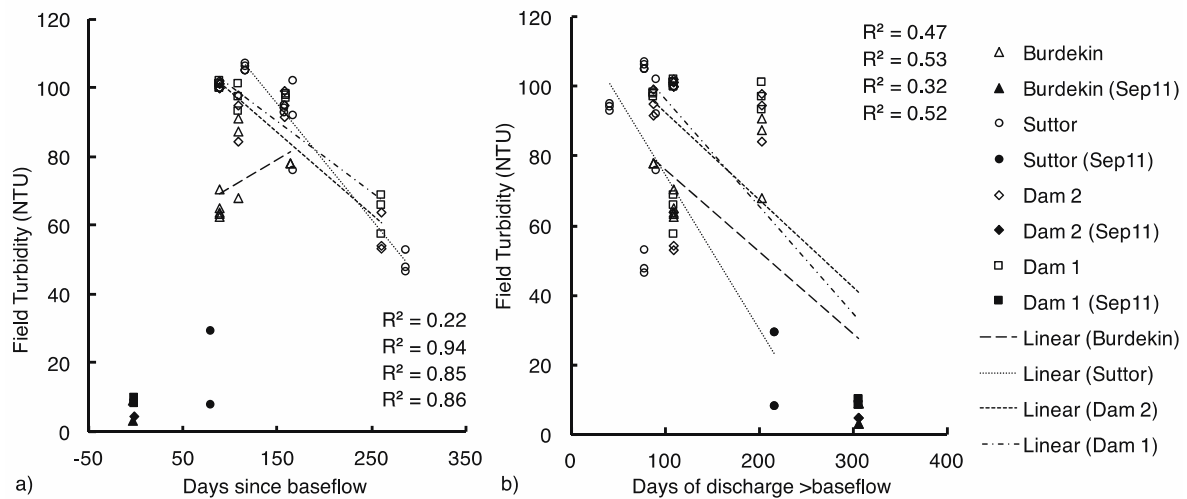 120
100
80
60
40
20
0
-50
50
150
250
350
Field Turbidity (NTU)
Days since baseflow
a)
R² = 0.22
R² = 0.94
R² = 0.85
R² = 0.86
120
100
80
60
40
20
0
0
100
200
300
400
Field Turbidity (NTU)
Days of discharge >baseflow
b)
R² = 0.47
R² = 0.53
R² = 0.32
R² = 0.52
Burdekin
Burdekin (Sep11)
Suttor
Suttor (Sep11)
Dam 2
Dam 2 (Sep11)
Dam 1
Dam 1 (Sep11)
Linear (Burdekin)
Linear (Suttor)
Linear (Dam 2)
Linear (Dam 1)